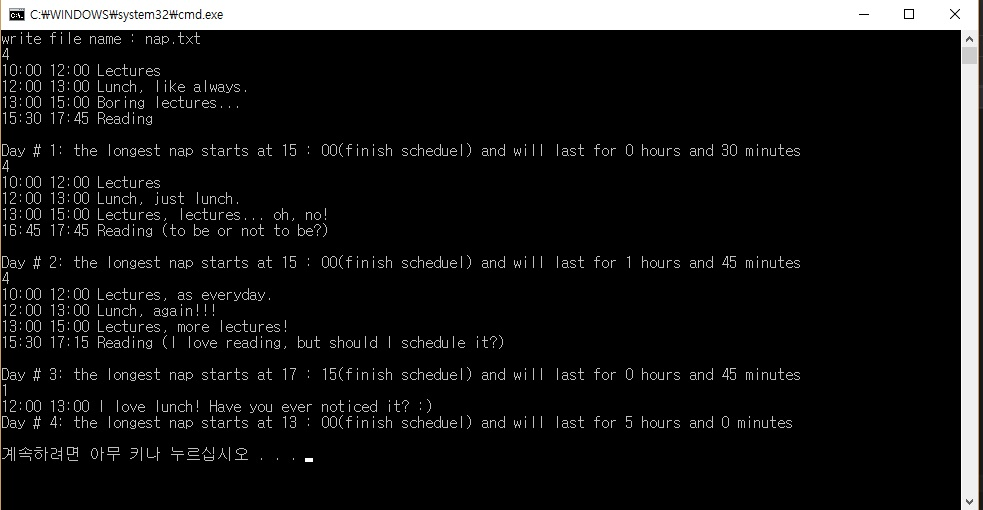 C:₩WINDOWS₩system32₩cmd.exe
write file name : nap.txt
4
10:00 12:00 Lectures
12:00 13:00 Lunch, like always.
13:00 15:00 Boring lectures...
15:30 17:45 Reading
Day # 1: the longest nap starts at 15 : 00(finish scheduel) and will last for 0 hours and 30 minutes
4
10:00 12:00 Lectures
12:00 13:00 Lunch, just lunch.
13:00 15:00 Lectures, lectures... oh, no!
16:45 17:45 Reading (to be or not to be?)
Day # 2: the longest nap starts at 15 : 00(finish scheduel) and will last for 1 hours and 45 minutes
4
10:00 12:00 Lectures, as everyday.
12:00 13:00 Lunch, again!!!
13:00 15:00 Lectures, more lectures!
15:30 17:15 Reading (I love reading, but should I schedule it?)
Day # 3: the longest nap starts at 17 : 15(finish scheduel) and will last for 0 hours and 45 minutes
1
12:00 13:00 I love lunch! Have you ever noticed it? :)
Day # 4: the longest nap starts at 13 : 00(finish scheduel) and will last for 5 hours and 0 minutes
계속하려면 아무 키나 누르십시오 . . .